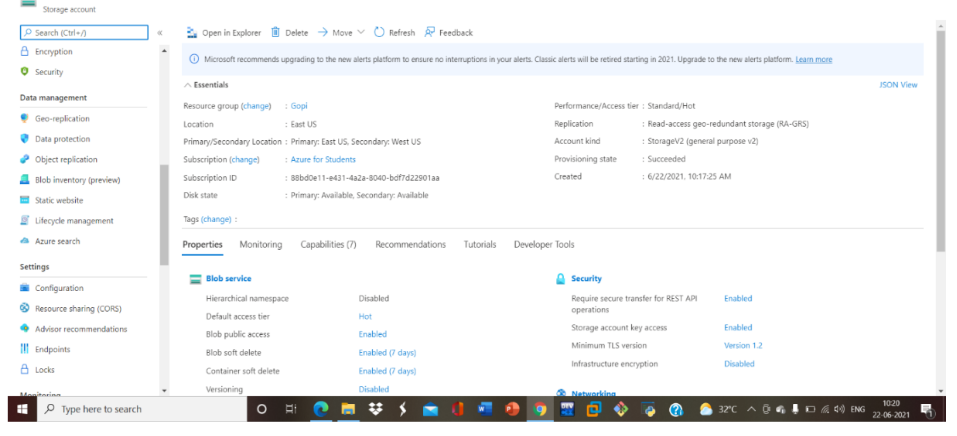 Storage account
Search (Ctrl+/)
«
Open in Explorer Delete Move Refresh Feedback
Encryption
Security
Data management
Geo-replication
Data protection
Object replication
Blob inventory (preview)
Static website
Lifecycle management
Azure search
Settings
Configuration
Resource sharing (CORS)
Advisor recommendations
Endpoints
Locks
Monitoring
Microsoft recommends upgrading to the new alerts platform to ensure no interruptions in your alerts. Classic alerts will be retired starting in 2021. Upgrade to the new alerts platform. Learn more
Essentials
JSON View
Resource group (change) : Gopi
Location : East US
Primary/Secondary Location : Primary: East US, Secondary: West US
Subscription (change) : Azure for Students
Subscription ID : 88bd0e11-e431-4a2a-8040-bdf7d22901aa
Disk state : Primary: Available, Secondary: Available
Performance/Access tier : Standard/Hot
Replication : Read-access geo-redundant storage (RA-GRS)
Account kind : StorageV2 (general purpose v2)
Provisioning state : Succeeded
Created : 6/22/2021, 10:17:25 AM
Tags (change) :
Properties Monitoring Capabilities (7) Recommendations Tutorials Developer Tools
Blob service
Hierarchical namespace Disabled
Default access tier Hot
Blob public access Enabled
Blob soft delete Enabled (7 days)
Container soft delete Enabled (7 days)
Versioning Disabled
Security
Require secure transfer for REST API Enabled
operations
Storage account key access Enabled
Minimum TLS version Version 1.2
Infrastructure encryption Disabled
Networking
Type here to search
32°C
ENG
10:20
22-06-2021